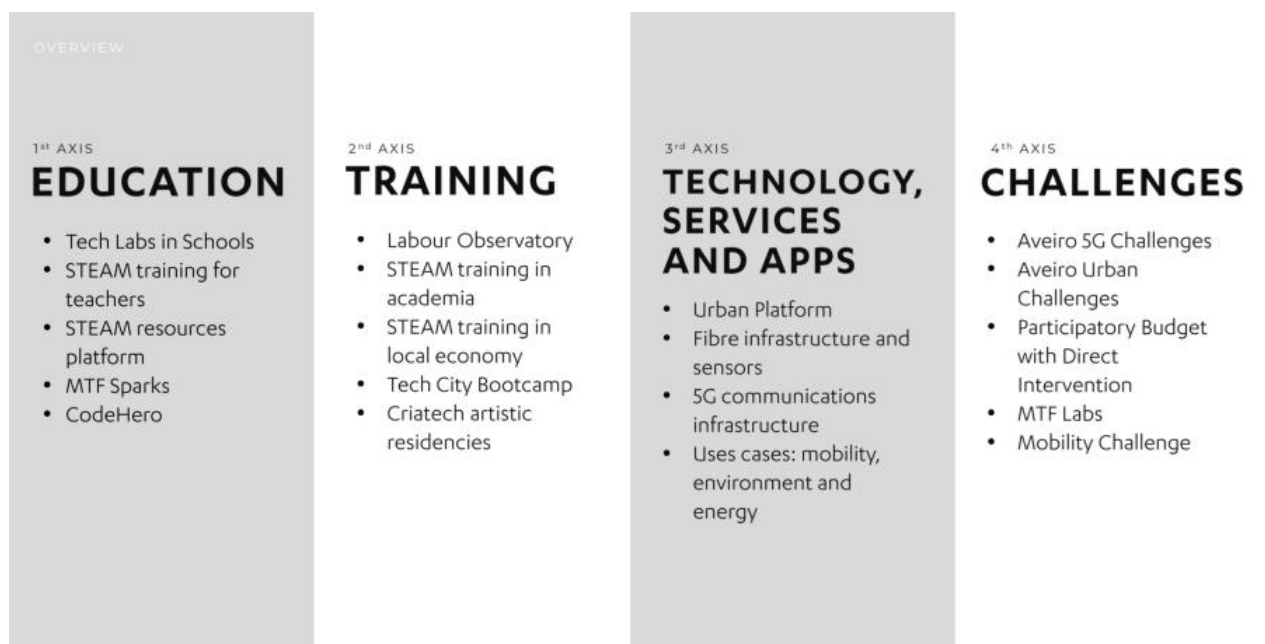 OVERVIEW
1st AXIS
EDUCATION
• Tech Labs in Schools
• STEAM training for
teachers
• STEAM resources
platform
• MTF Sparks
• CodeHero
2nd AXIS
TRAINING
• Labour Observatory
• STEAM training in
academia
• STEAM training in
local economy
• Tech City Bootcamp
• Criatech artistic
residencies
3rd AXIS
TECHNOLOGY,
SERVICES
AND APPS
• Urban Platform
• Fibre infrastructure and
sensors
• 5G communications
infrastructure
• Uses cases: mobility,
environment and
energy
4th AXIS
CHALLENGES
• Aveiro 5G Challenges
• Aveiro Urban
Challenges
• Participatory Budget
with Direct
Intervention
• MTF Labs
• Mobility Challenge